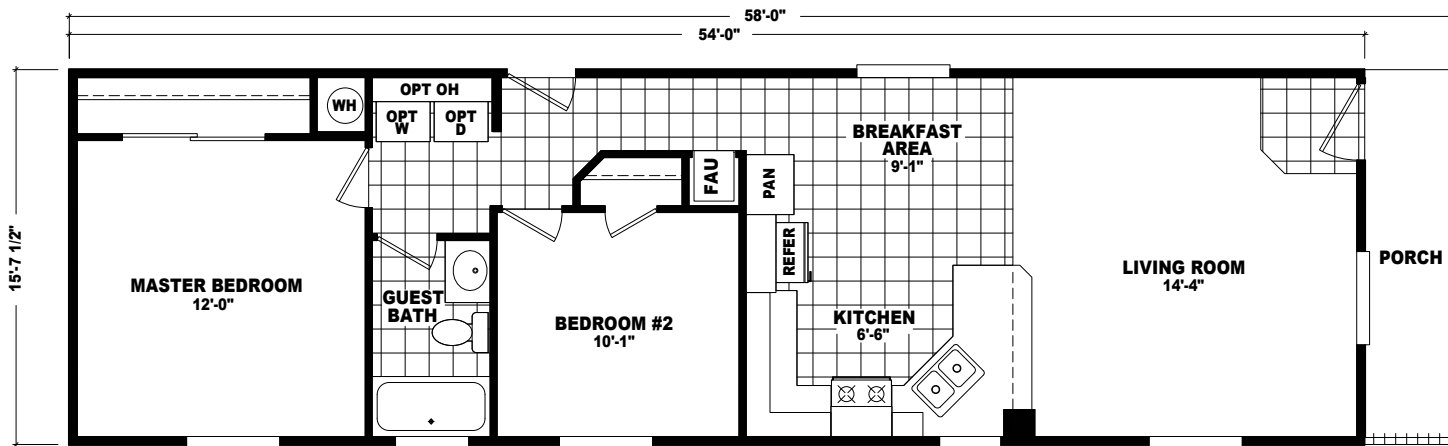 58'-0"
54'-0"
15'-7 1/2"
WH
OPT OH
OPT
W
OPT
D
BREAKFAST
AREA
9'-1"
FAU
PAN
REFER
MASTER BEDROOM
12'-0"
GUEST
BATH
BEDROOM #2
10'-1"
KITCHEN
6'-6"
LIVING ROOM
14'-4"
PORCH